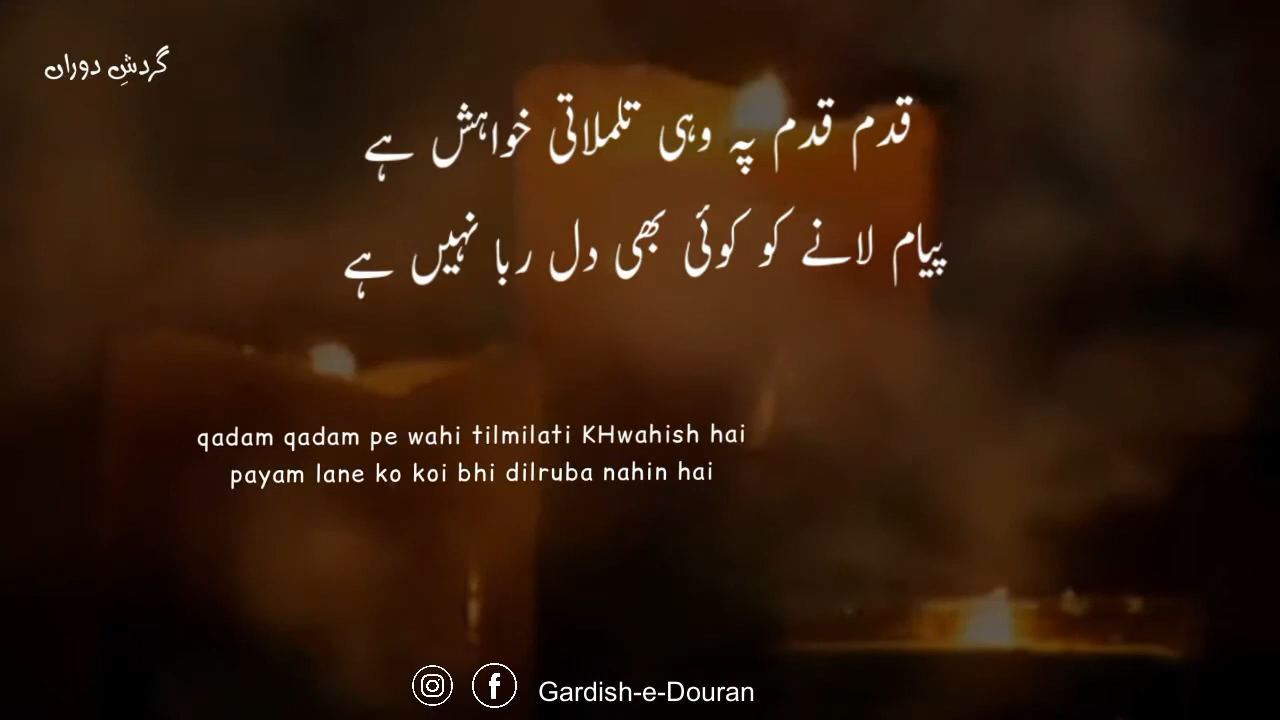 گردشِ دوراں
قدم قدم پہ وہی تلملاتی خواہش ہے
پیام لانے کو کوئی بھی دل ربا نہیں ہے
qadam qadam pe wahi tilmilati KHwahish hai
payam lane ko koi bhi dilruba nahin hai
Gardish-e-Douran